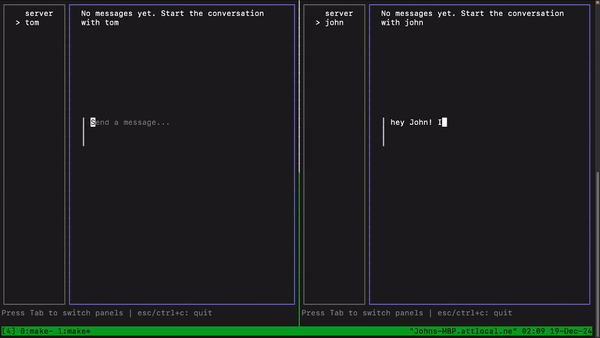 server
> tom
No messages yet. Start the conversation
with tom
Send a message...
Press Tab to switch panels | esc/ctrl+c: quit
server
> john
No messages yet. Start the conversation
with john
hey John! I
Press Tab to switch panels | esc/ctrl+c: quit
[4] 0:make- 1:make* "Johns-MBP.attlocal.ne" 02:09 19-Dec-24